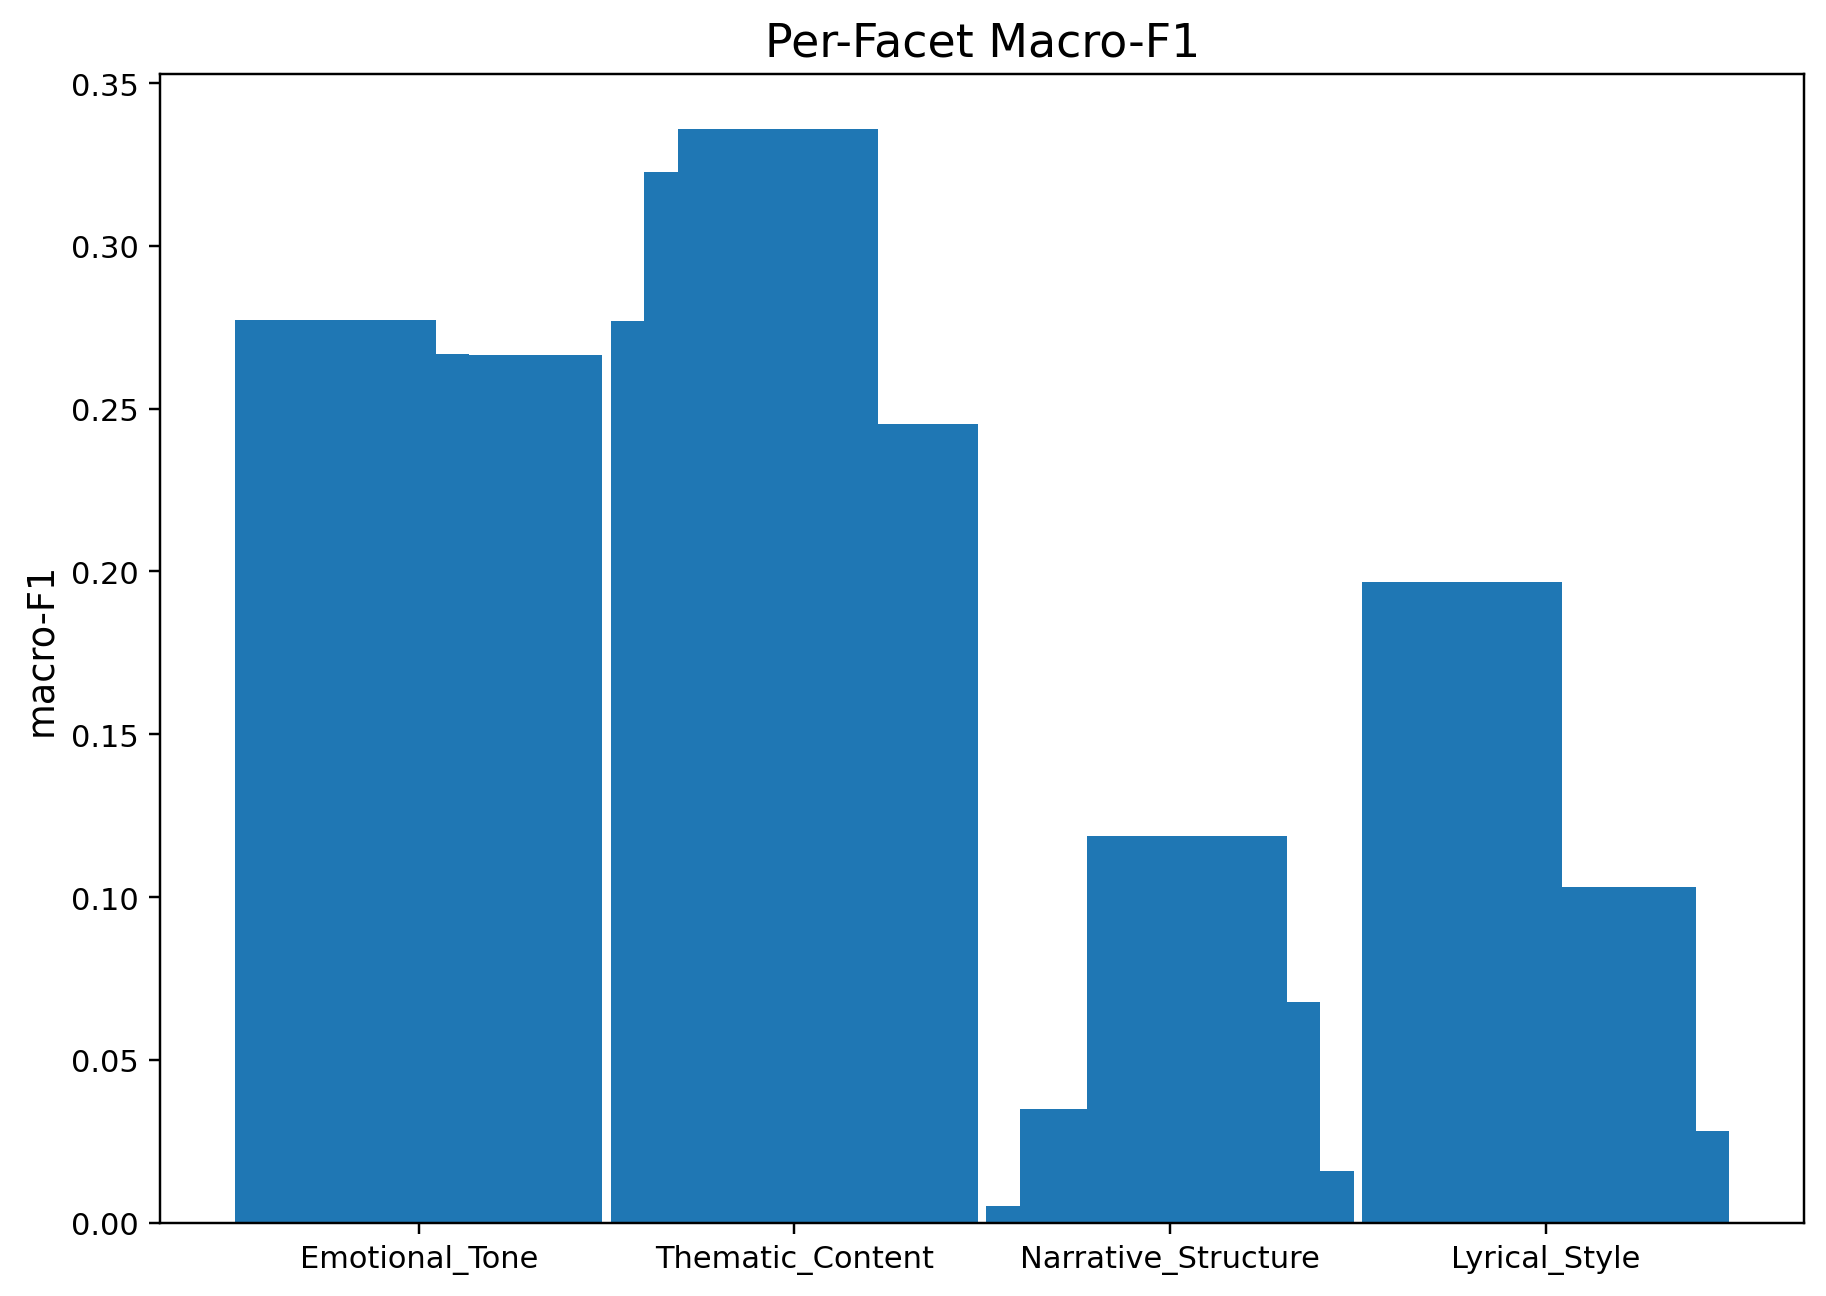 Per-Facet Macro-F1
macro-F1
0.35
0.30
0.25
0.20
0.15
0.10
0.05
0.00
Emotional_Tone Thematic_Content Narrative_Structure Lyrical_Style